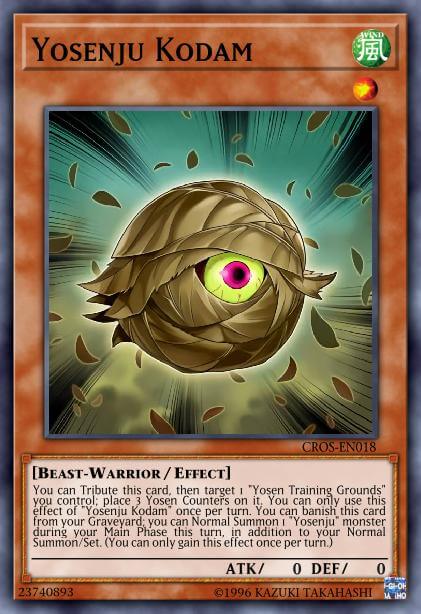 YOSENJU KODAM
WIND
風
CROS-EN018
[BEAST-WARRIOR / EFFECT]
You can Tribute this card, then target 1 "Yosen Training Grounds"
you control; place 3 Yosen Counters on it. You can only use this
effect of "Yosenju Kodam" once per turn. You can banish this card
from your Graveyard; you can Normal Summon 1 "Yosenju" monster
during your Main Phase this turn, in addition to your Normal
Summon/Set. (You can only gain this effect once per turn.)
ATK/ 0 DEF/ 0
23740893
©1996 KAZUKI TAKAHASHI